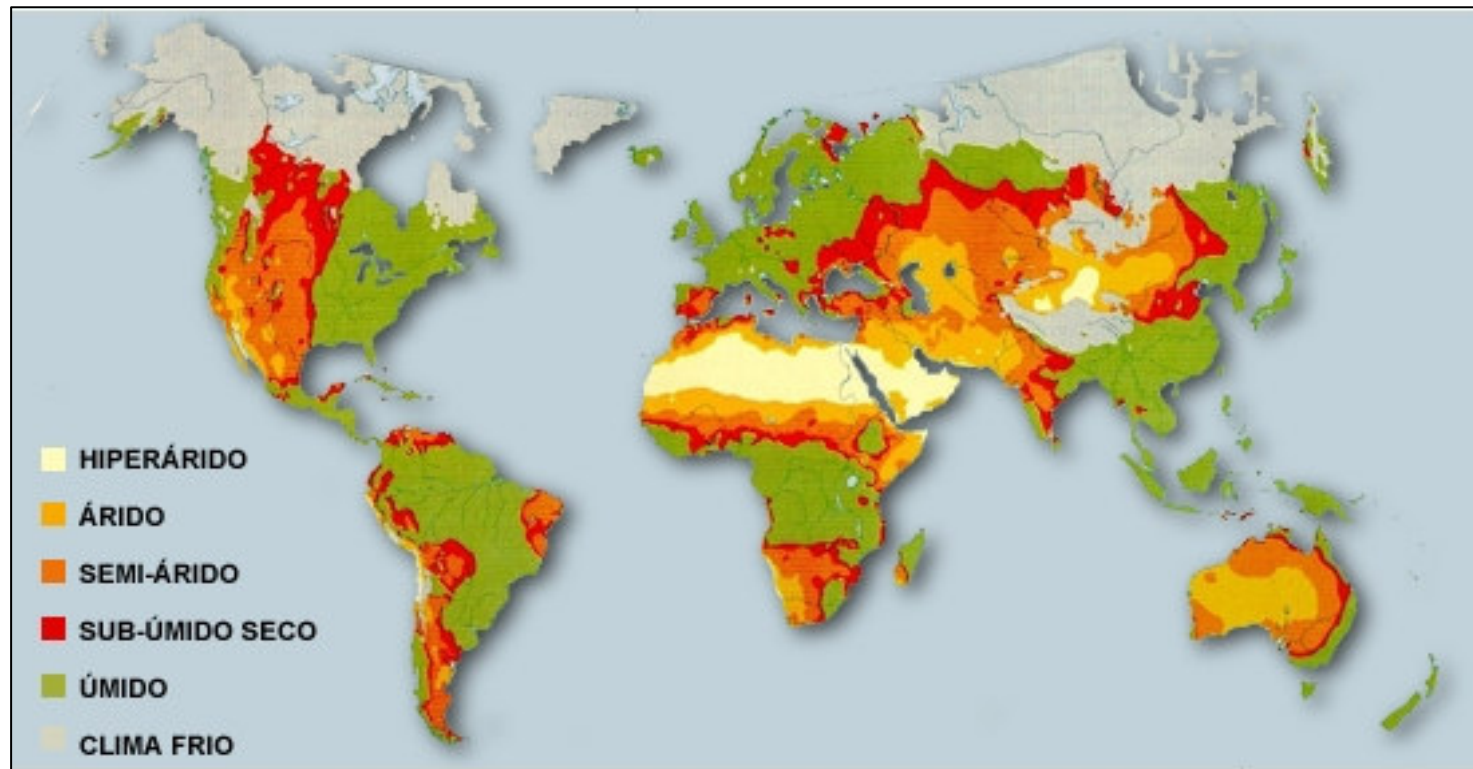 HIPERÁRIDO
ÁRIDO
SEMI-ÁRIDO
SUB-ÚMIDO SECO
ÚMIDO
CLIMA FRIO